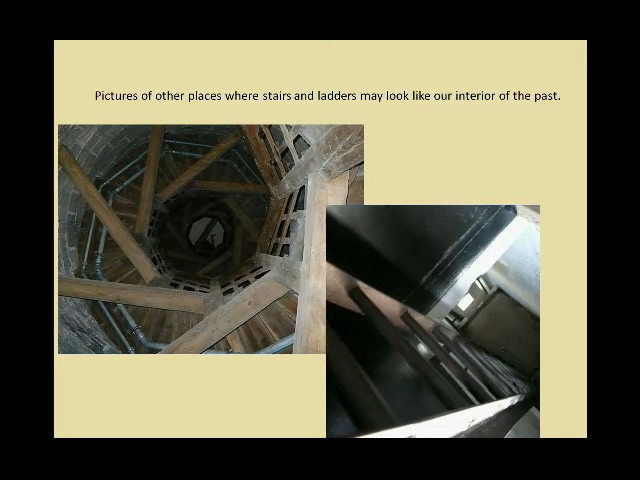 Pictures of other places where stairs and ladders may look like our interior of the past.